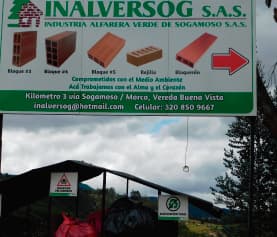 INALVERSOG S.A.S.
INDUSTRIA ALFARERA VERDE DE SOGAMOSO S.A.S.
Bloque #3 Bloque #4 Bloque #5 Rejilla Bloquelón
Comprometidos con el Medio Ambiente
Acá Trabajamos con el Alma y el Corazón
Kilometro 3 vía Sogamoso / Morca, Vereda Buena Vista
inalversog@hotmail.com Celular: 320 850 9667